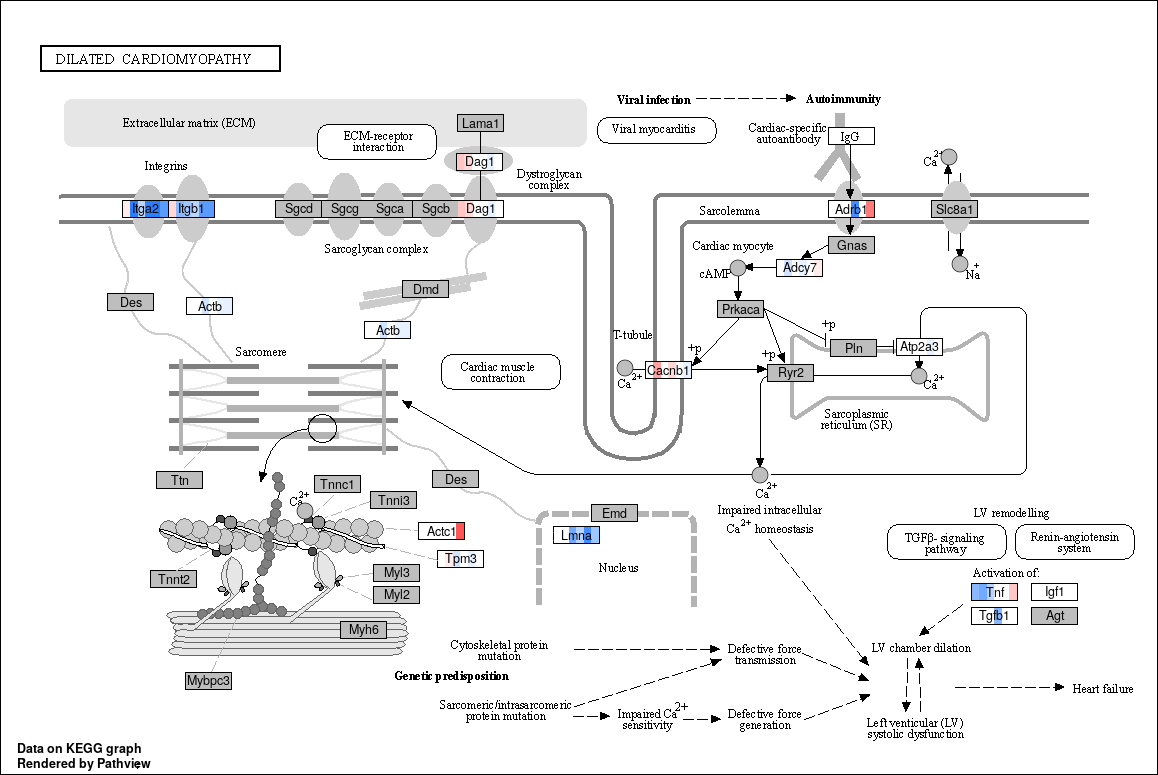 DILATED CARDIOMYOPATHY
Viral infection
Autoimmunity
Extracellular matrix (ECM)
Lama1
ECM-receptor
interaction
Viral myocarditis
Cardiac-specific
autoantibody
IgG
Ca2+
Integrins
Dag1
Dystroglycan
complex
Itga2
Itgb1
Sgcd
Sgcg
Sgca
Sgcb
Dag1
Sarcolemma
Adrb1
Slc8a1
Sarcoglycan complex
Cardiac myocyte
Gnas
cAMP
Adcy7
Na+
Des
Actb
Dmd
Prkaca
Actb
T-tubule
+p
+p
+p
Pln
Atp2a3
Sarcomere
Cardiac muscle
contraction
Ca2+
Cacnb1
Ryr2
Ca2+
Sarcoplasmic
reticulum (SR)
Ttn
Tnnc1
Des
Ca2+
Ca2+
Tnni3
Actc1
Emd
Impaired intracellular
Ca2+ homeostasis
LV remodelling
Lmna
TGFβ- signaling
pathway
Renin-angiotensin
system
Tpm3
Nucleus
Tnnt2
Myl3
Myl2
Activation of:
Tnf
Igf1
Tgfb1
Agt
Myh6
Cytoskeletal protein
mutation
Defective force
transmission
LV chamber dilation
Mybpc3
Genetic predisposition
Heart failure
Sarcomeric/intrasarcomeric
protein mutation
Impaired Ca2+
sensitivity
Defective force
generation
Left venticular (LV)
systolic dysfunction
Data on KEGG graph
Rendered by Pathview